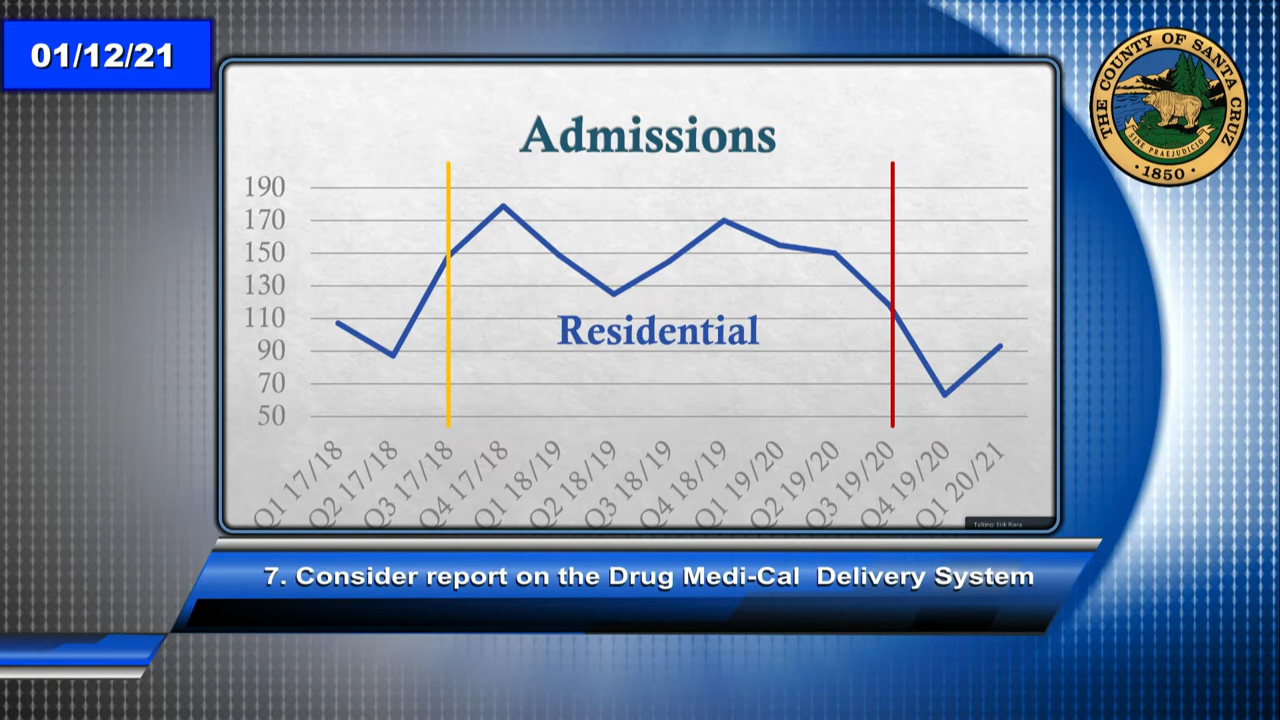 01/12/21
THE COUNTY OF SANTA CRUZ
SINE PRAEJUDICIO
• 1850 •
Admissions
190
170
150
130
110
90
70
50
Residential
Q1 17/18
Q2 17/18
Q3 17/18
Q4 17/18
Q1 18/19
Q2 18/19
Q3 18/19
Q4 18/19
Q1 19/20
Q2 19/20
Q3 19/20
Q4 19/20
Q1 20/21
Talking: Erik Riera
7. Consider report on the Drug Medi-Cal Delivery System